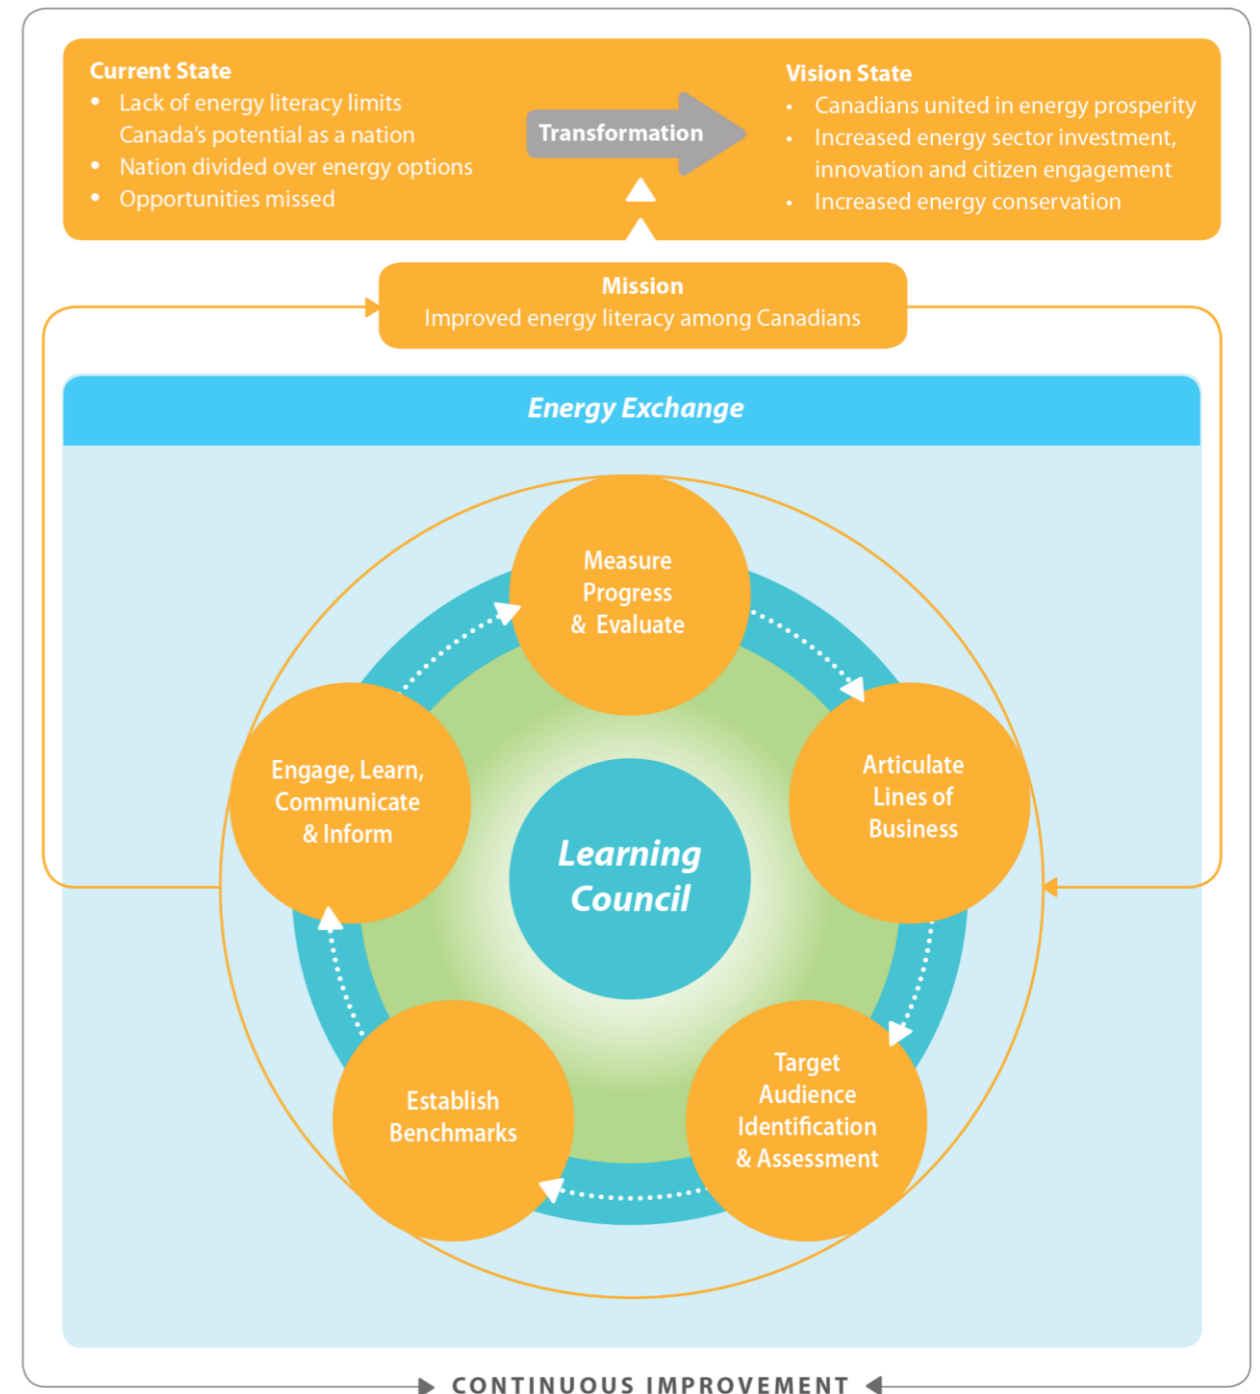 Current State
• Lack of energy literacy limits
Canada's potential as a nation
• Nation divided over energy options
• Opportunities missed
Transformation
Vision State
• Canadians united in energy prosperity
• Increased energy sector investment,
innovation and citizen engagement
• Increased energy conservation
Mission
Improved energy literacy among Canadians
Energy Exchange
Measure
Progress
& Evaluate
Articulate
Lines of
Business
Target
Audience
Identification
& Assessment
Establish
Benchmarks
Engage, Learn,
Communicate
& Inform
Learning
Council
CONTINUOUS IMPROVEMENT